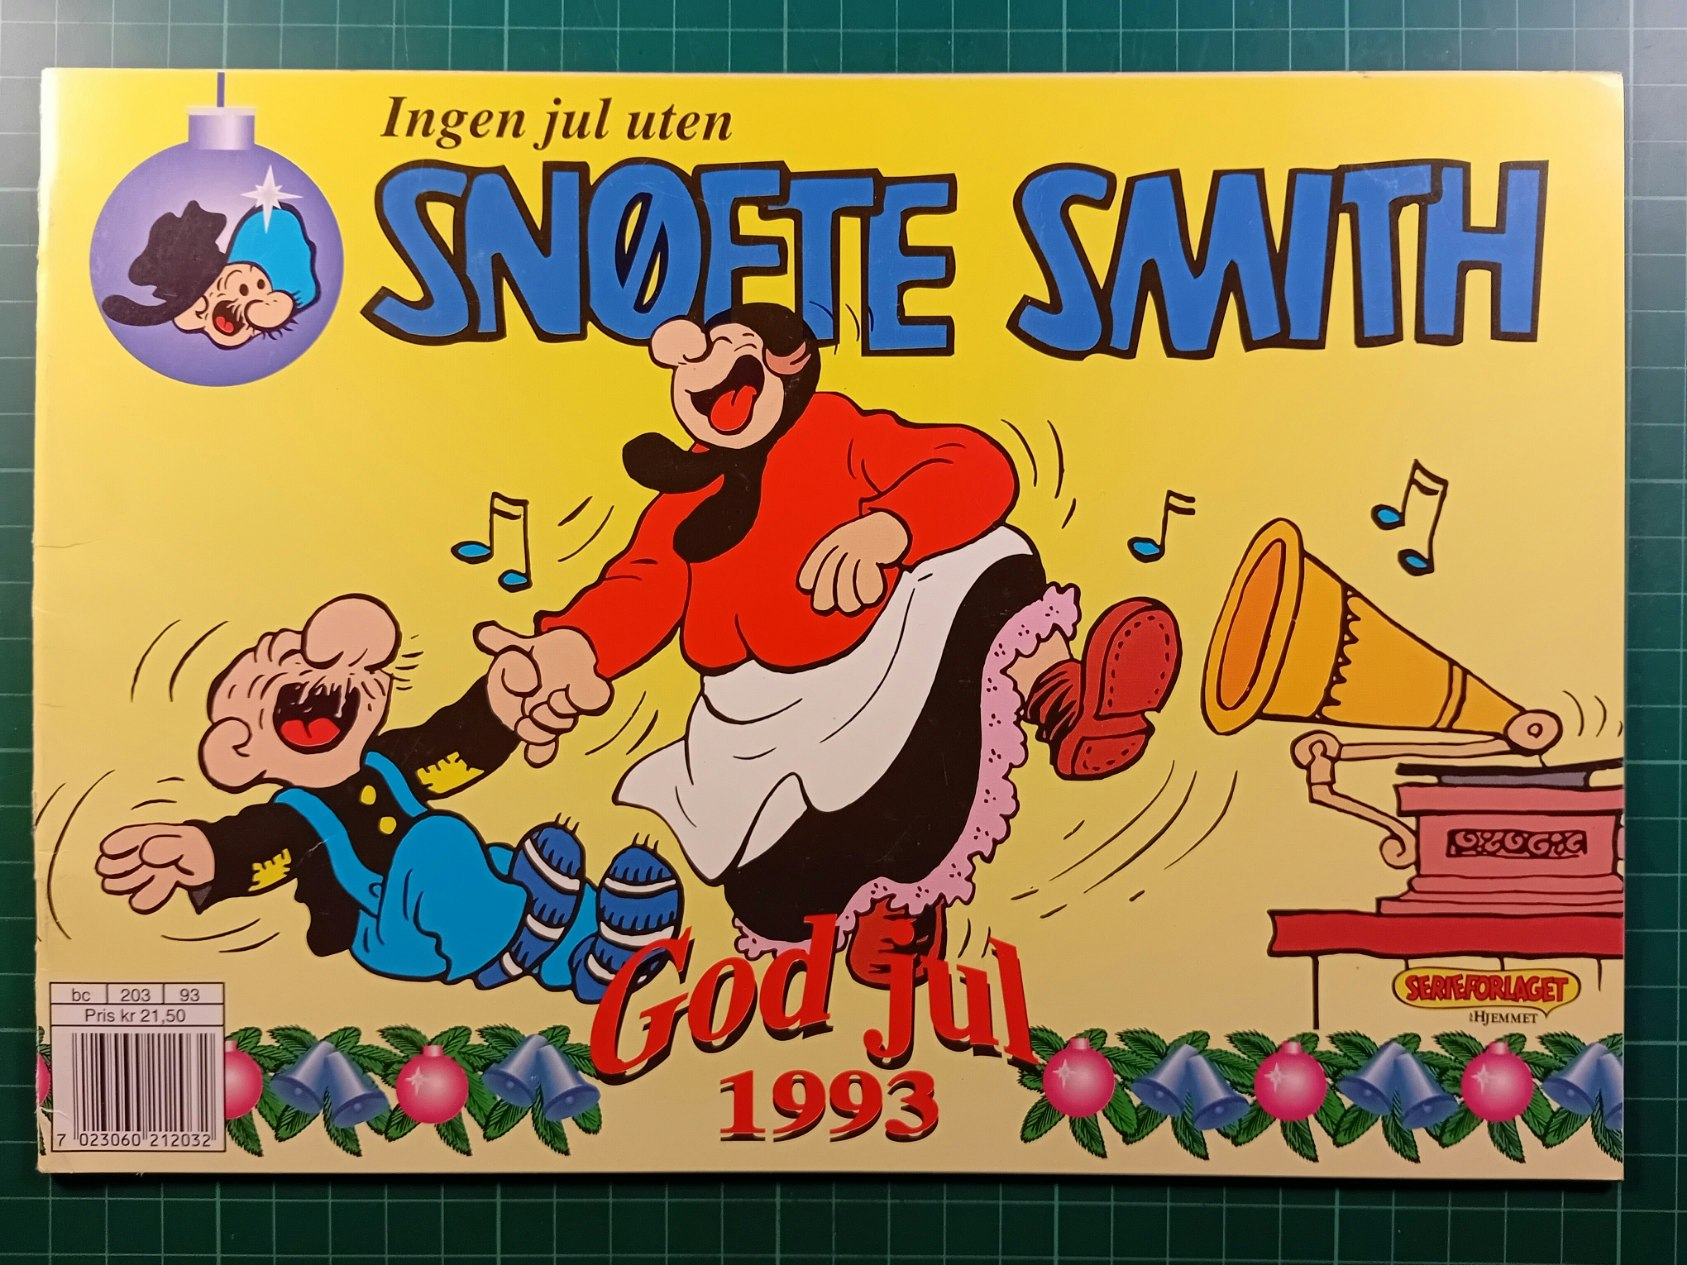 Ingen jul uten
SNØFTE SMITH
bc 203 93
Pris kr 21,50
7 023060 212032
God jul
1993
SERIEFORLAGET
HJEMMET